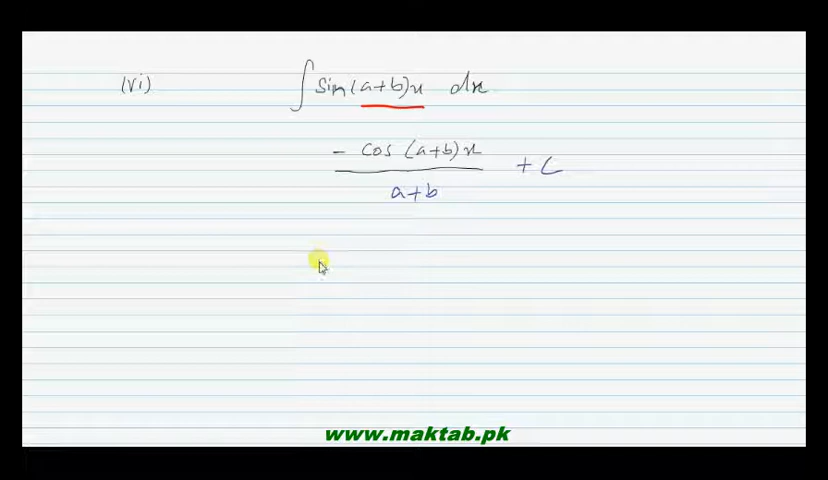 (vi) ∫ Sin(a+b)x dx
- Cos (a+b)x
a+b
+ C
www.maktab.pk